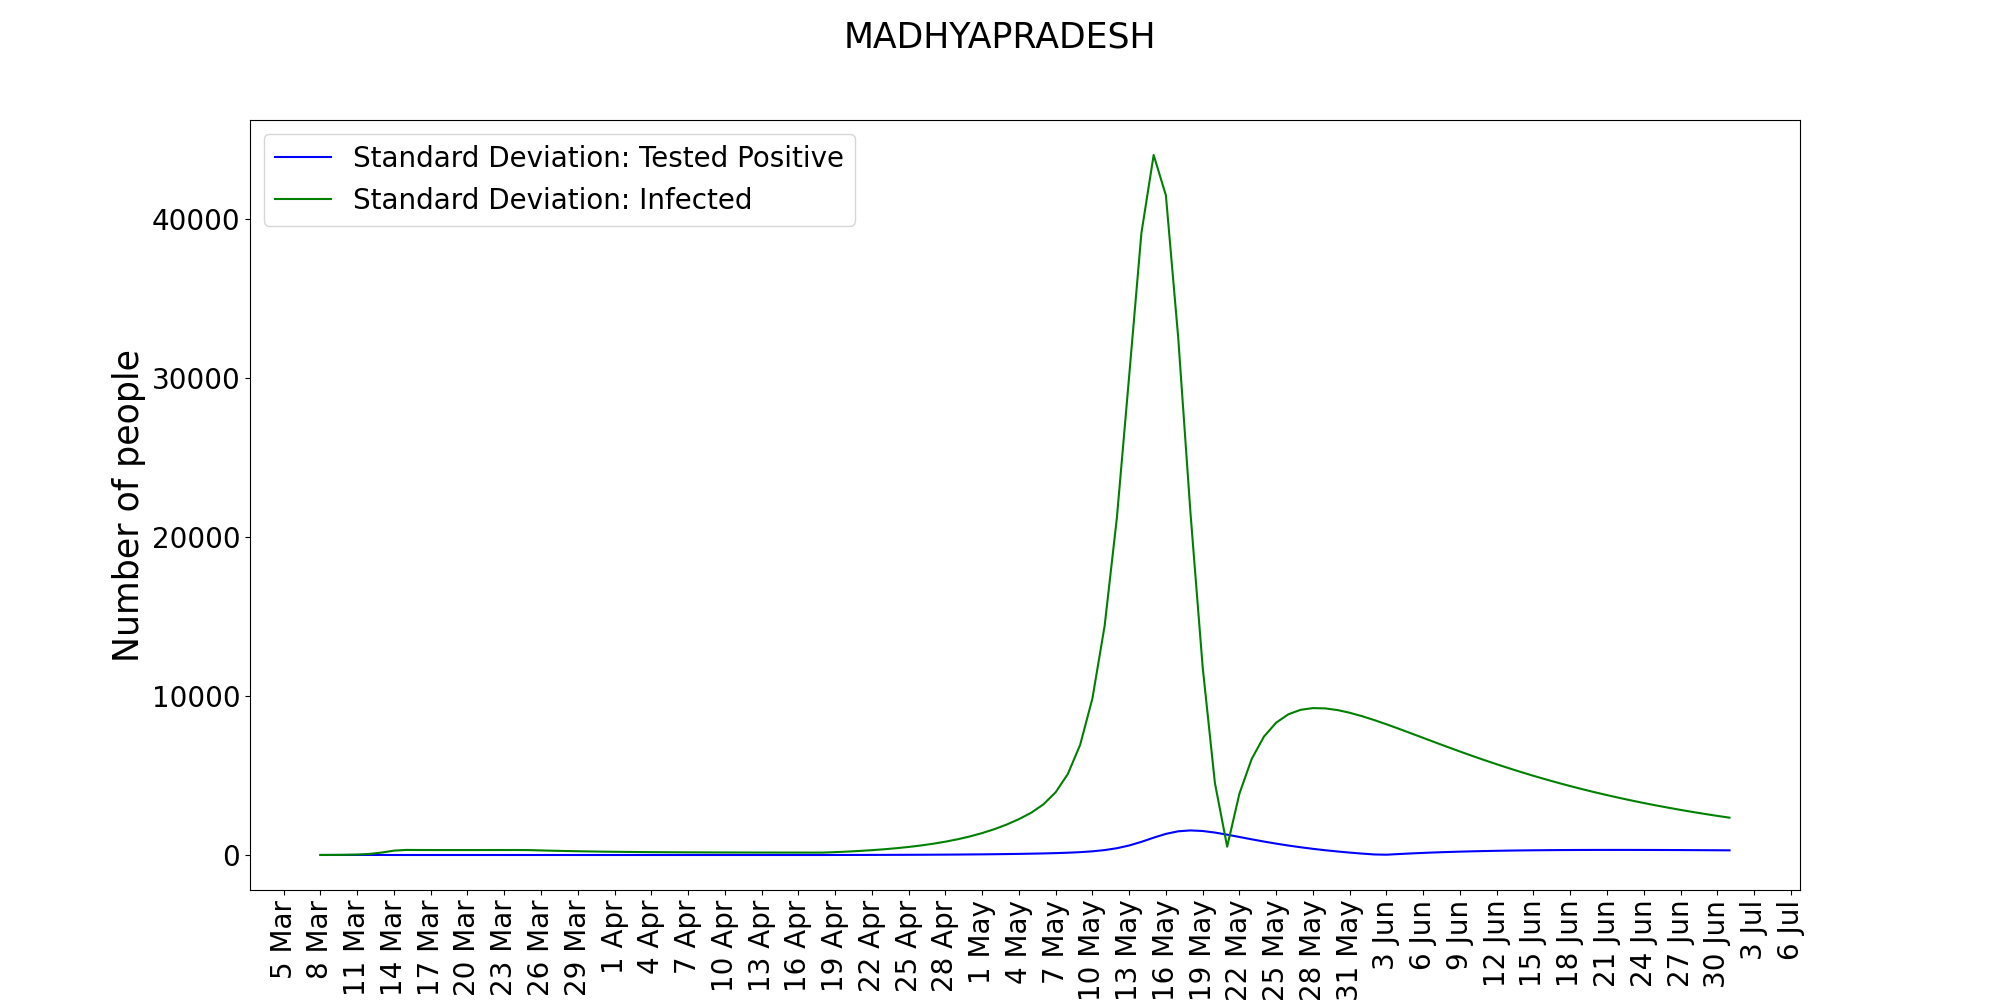 MADHYAPRADESH
Standard Deviation: Tested Positive
Standard Deviation: Infected
Number of people
40000
30000
20000
10000
0
5 Mar
8 Mar
11 Mar
14 Mar
17 Mar
20 Mar
23 Mar
26 Mar
29 Mar
1 Apr
4 Apr
7 Apr
10 Apr
13 Apr
16 Apr
19 Apr
22 Apr
25 Apr
28 Apr
1 May
4 May
7 May
10 May
13 May
16 May
19 May
22 May
25 May
28 May
31 May
3 Jun
6 Jun
9 Jun
12 Jun
15 Jun
18 Jun
21 Jun
24 Jun
27 Jun
30 Jun
3 Jul
6 Jul